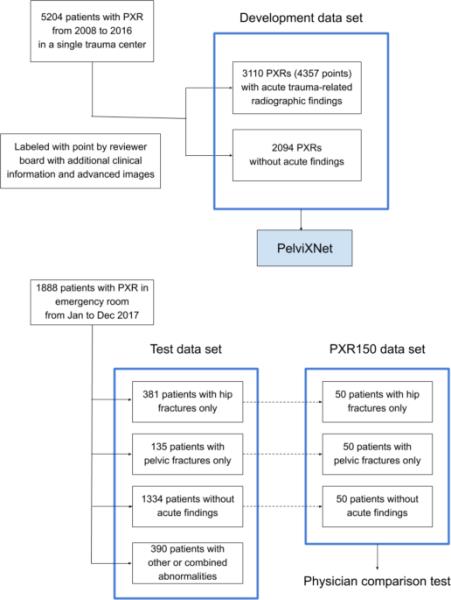 5204 patients with PXR
from 2008 to 2016
in a single trauma center
Development data set
3110 PXRs (4357 points)
with acute trauma-related
radiographic findings
Labeled with point by reviewer
board with additional clinical
information and advanced images
2094 PXRs
without acute findings
PelviXNet
1888 patients with PXR in
emergency room
from Jan to Dec 2017
Test data set
PXR150 data set
381 patients with hip
fractures only
50 patients with hip
fractures only
135 patients with
pelvic fractures only
50 patients with
pelvic fractures only
1334 patients without
acute findings
50 patients without
acute findings
390 patients with
other or combined
abnormalities
Physician comparison test